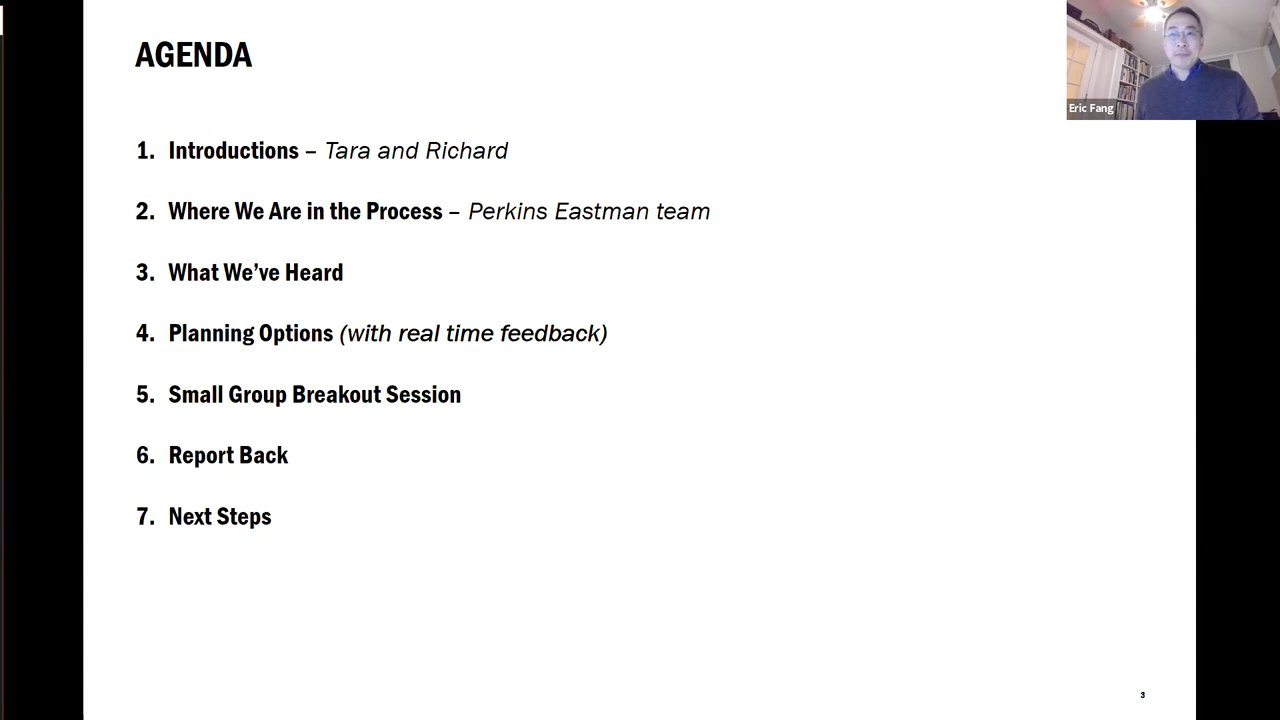 AGENDA
Eric Fang
1. Introductions – Tara and Richard
2. Where We Are in the Process – Perkins Eastman team
3. What We’ve Heard
4. Planning Options (with real time feedback)
5. Small Group Breakout Session
6. Report Back
7. Next Steps
3